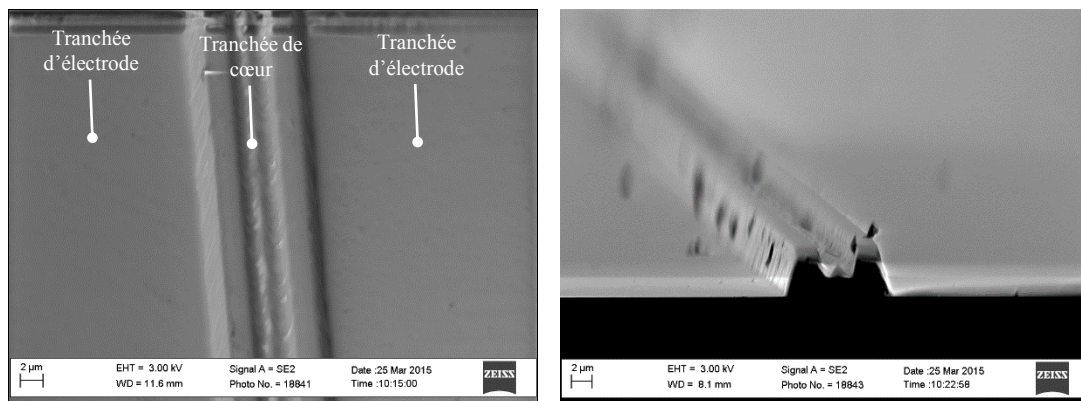 Tranchée
d’électrode
Tranchée de
cœur
Tranchée
d’électrode
2 µm
EHT = 3.00 kV
WD = 11.6 mm
Signal A = SE2
Photo No. = 18841
Date :25 Mar 2015
Time :10:15:00
ZEISS
2 µm
EHT = 3.00 kV
WD = 8.1 mm
Signal A = SE2
Photo No. = 18843
Date :25 Mar 2015
Time :10:22:58
ZEISS